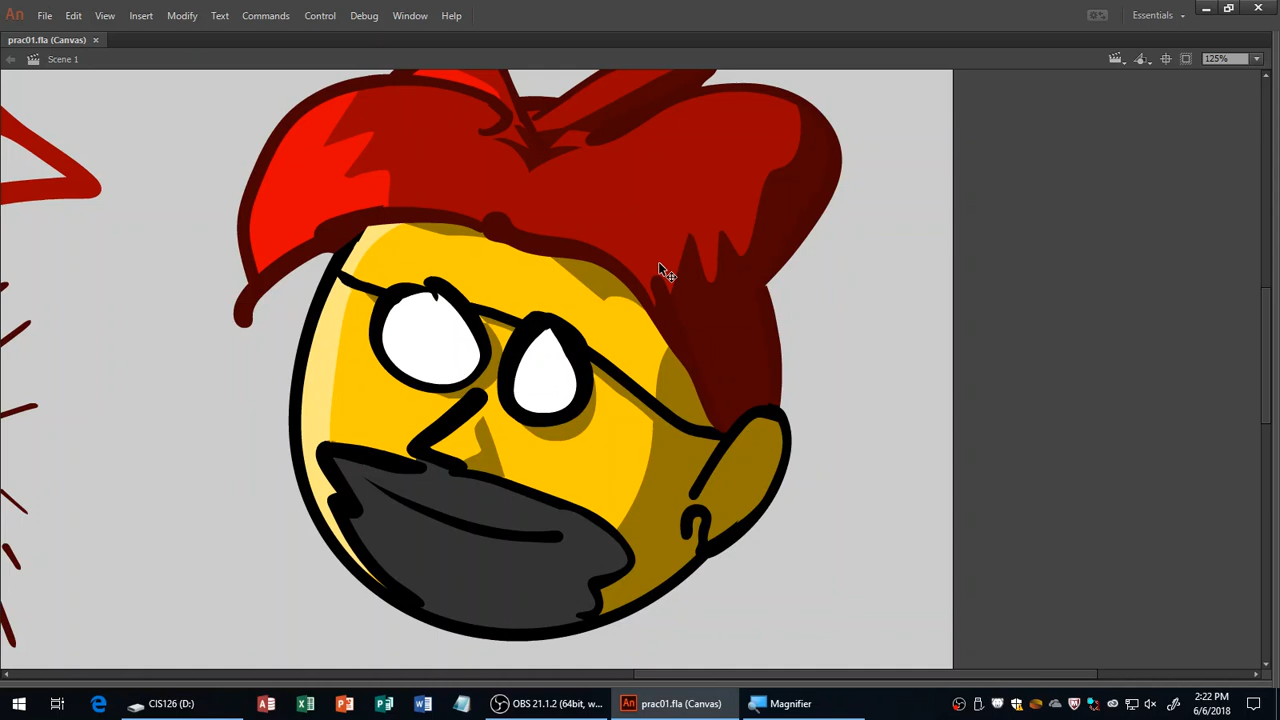 An File Edit View Insert Modify Text Commands Control Debug Window Help Essentials
prac01.fla (Canvas) ×
Scene 1 125%
CIS126 (D:) OBS 21.1.2 (64bit, w... An prac01.fla (Canvas) Magnifier 2:22 PM
6/6/2018